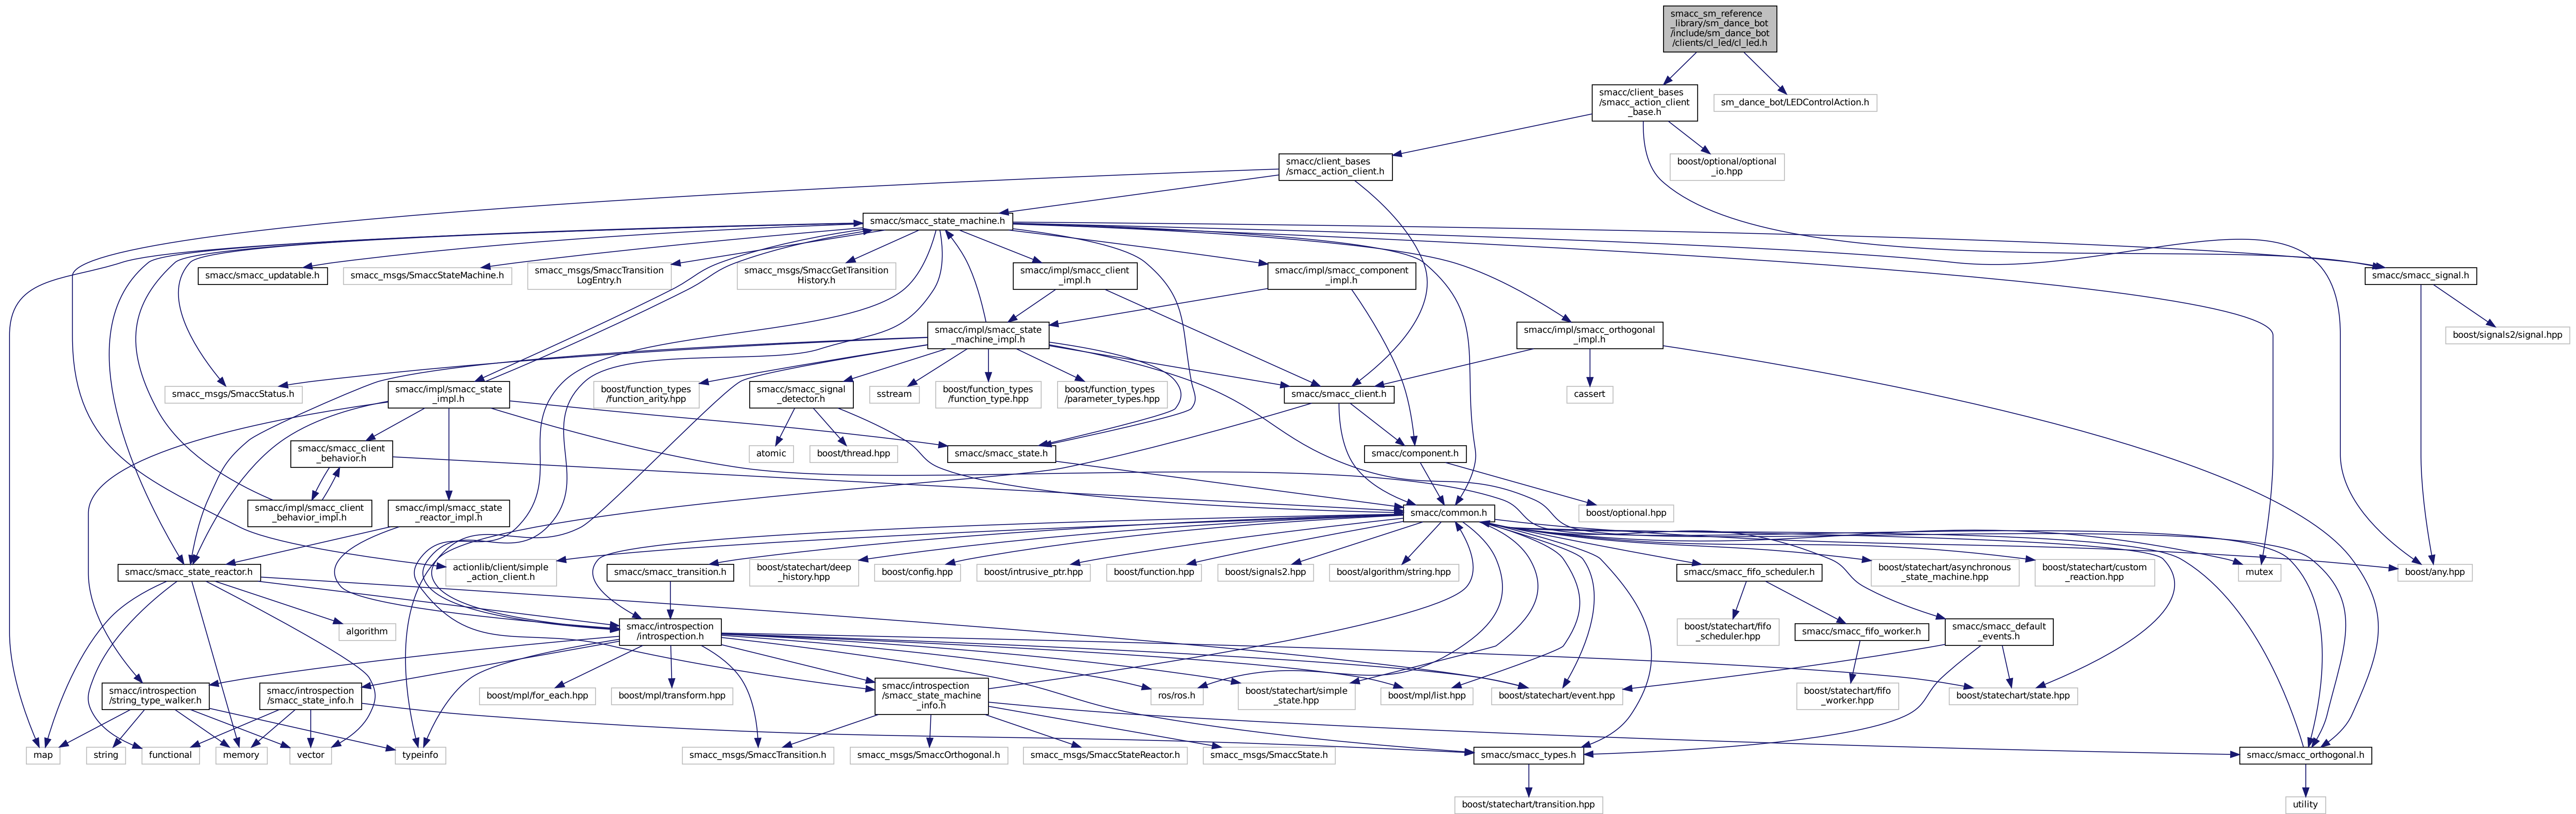 smacc_sm_reference
_library/sm_dance_bot
/include/sm_dance_bot
/clients/cl_led/cl_led.h
smacc/client_bases
/smacc_action_client
_base.h
sm_dance_bot/LEDControlAction.h
smacc/client_bases
/smacc_action_client.h
boost/optional/optional
_io.hpp
smacc/smacc_state_machine.h
smacc/smacc_updatable.h
smacc_msgs/SmaccStateMachine.h
smacc_msgs/SmaccTransition
LogEntry.h
smacc_msgs/SmaccGetTransition
History.h
smacc/impl/smacc_client
_impl.h
smacc/impl/smacc_component
_impl.h
smacc/smacc_signal.h
smacc/impl/smacc_state
_machine_impl.h
smacc/impl/smacc_orthogonal
_impl.h
boost/signals2/signal.hpp
smacc_msgs/SmaccStatus.h
smacc/impl/smacc_state
_impl.h
boost/function_types
/function_arity.hpp
smacc/smacc_signal
_detector.h
sstream
boost/function_types
/function_type.hpp
boost/function_types
/parameter_types.hpp
smacc/smacc_client.h
cassert
smacc/smacc_client
_behavior.h
atomic
boost/thread.hpp
smacc/smacc_state.h
smacc/component.h
smacc/impl/smacc_client
_behavior_impl.h
smacc/impl/smacc_state
_reactor_impl.h
smacc/common.h
boost/optional.hpp
smacc/smacc_state_reactor.h
actionlib/client/simple
_action_client.h
smacc/smacc_transition.h
boost/statechart/deep
_history.hpp
boost/config.hpp
boost/intrusive_ptr.hpp
boost/function.hpp
boost/signals2.hpp
boost/algorithm/string.hpp
smacc/smacc_fifo_scheduler.h
boost/statechart/asynchronous
_state_machine.hpp
boost/statechart/custom
_reaction.hpp
mutex
boost/any.hpp
algorithm
smacc/introspection
/introspection.h
boost/statechart/fifo
_scheduler.hpp
smacc/smacc_fifo_worker.h
smacc/smacc_default
_events.h
smacc/introspection
/string_type_walker.h
smacc/introspection
/smacc_state_info.h
boost/mpl/for_each.hpp
boost/mpl/transform.hpp
smacc/introspection
/smacc_state_machine
_info.h
ros/ros.h
boost/statechart/simple
_state.hpp
boost/mpl/list.hpp
boost/statechart/event.hpp
boost/statechart/fifo
_worker.hpp
boost/statechart/state.hpp
map
string
functional
memory
vector
typeinfo
smacc_msgs/SmaccTransition.h
smacc_msgs/SmaccOrthogonal.h
smacc_msgs/SmaccStateReactor.h
smacc_msgs/SmaccState.h
smacc/smacc_types.h
smacc/smacc_orthogonal.h
boost/statechart/transition.hpp
utility